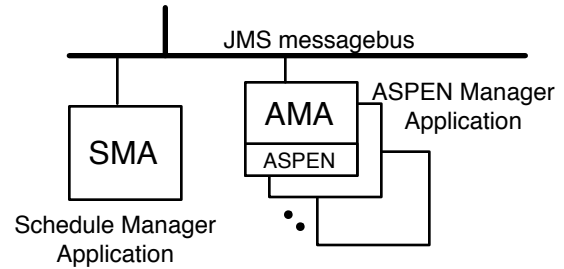 JMS messagebus
AMA
ASPEN
ASPEN Manager
Application
SMA
Schedule Manager
Application